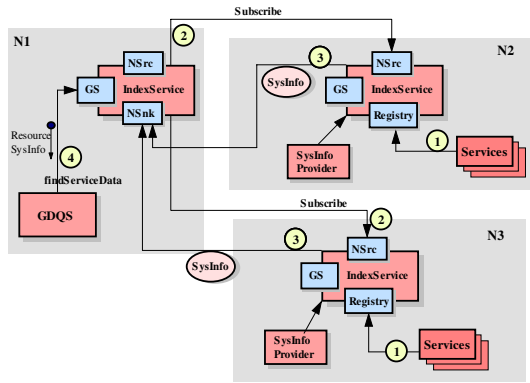 N1
Subscribe
2
NSrc
GS
IndexService
NSnk
Resource
SysInfo
4
findServiceData
GDQS
N2
3
SysInfo
NSrc
GS
IndexService
Registry
SysInfo
Provider
1
Services
Subscribe
2
3
SysInfo
N3
NSrc
GS
IndexService
Registry
SysInfo
Provider
1
Services